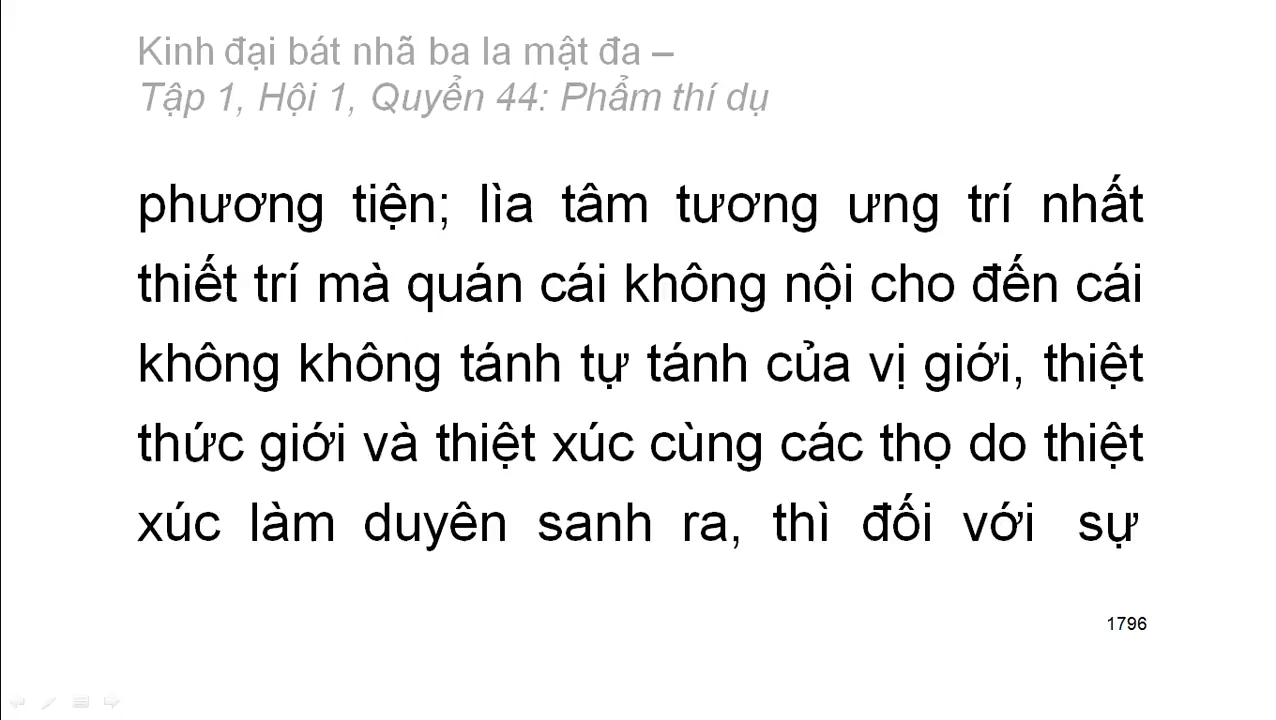 Kinh đại bát nhã ba la mật đa –
Tập 1, Hội 1, Quyển 44: Phẩm thí dụ
phương tiện; lìa tâm tương ưng trí nhất
thiết trí mà quán cái không nội cho đến cái
không không tánh tự tánh của vị giới, thiệt
thức giới và thiệt xúc cùng các thọ do thiệt
xúc làm duyên sanh ra, thì đối với sự
1796